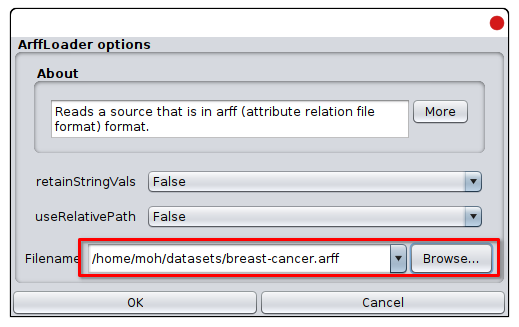 ArffLoader options
About
Reads a source that is in arff (attribute relation file
format) format.
More
retainStringVals False
useRelativePath False
Filename /home/moh/datasets/breast-cancer.arff Browse...
OK Cancel